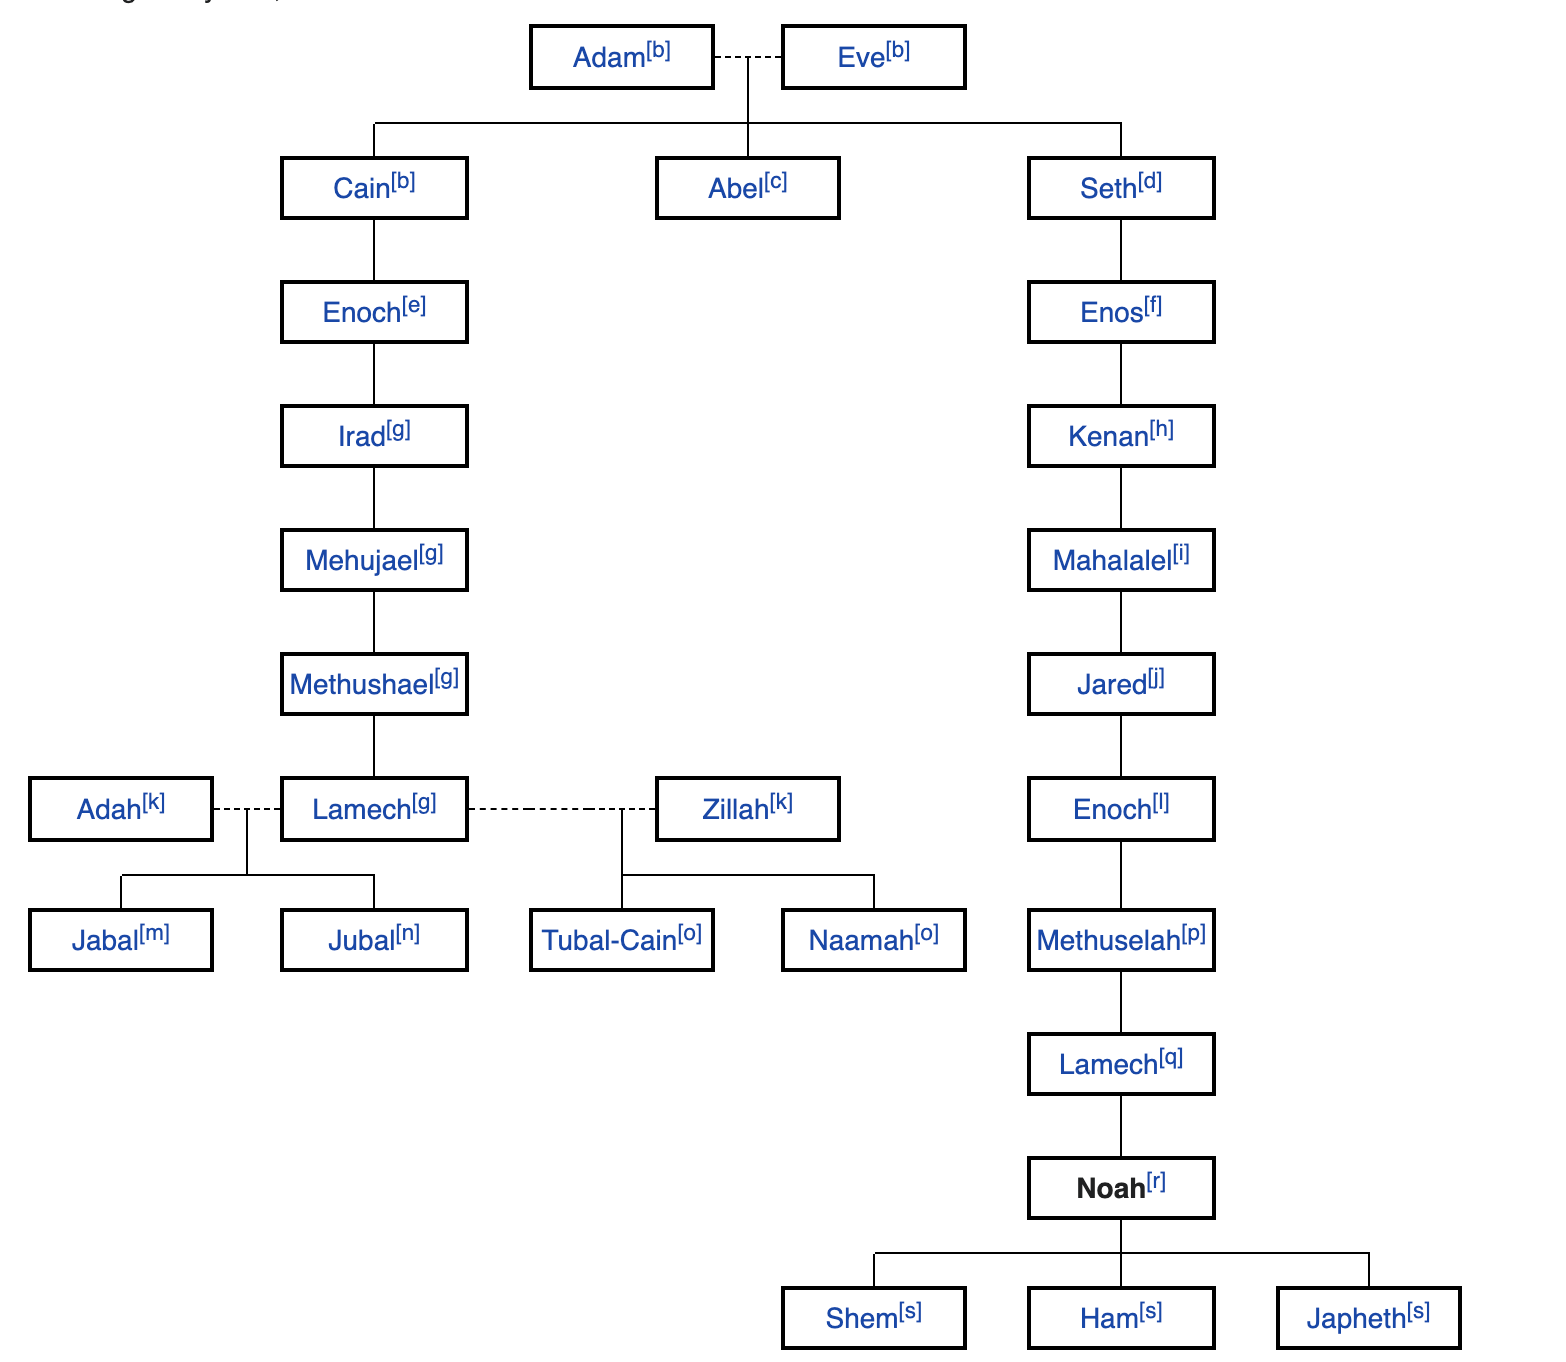 Adam[b] Eve[b]
Cain[b] Abel[c] Seth[d]
Enoch[e] Enos[f]
Irad[g] Kenan[h]
Mehujael[g] Mahalalel[i]
Methushael[g] Jared[j]
Adah[k] Lamech[g] Zillah[k] Enoch[l]
Jabal[m] Jubal[n] Tubal-Cain[o] Naamah[o] Methuselah[p]
Lamech[q]
Noah[r]
Shem[s] Ham[s] Japheth[s]